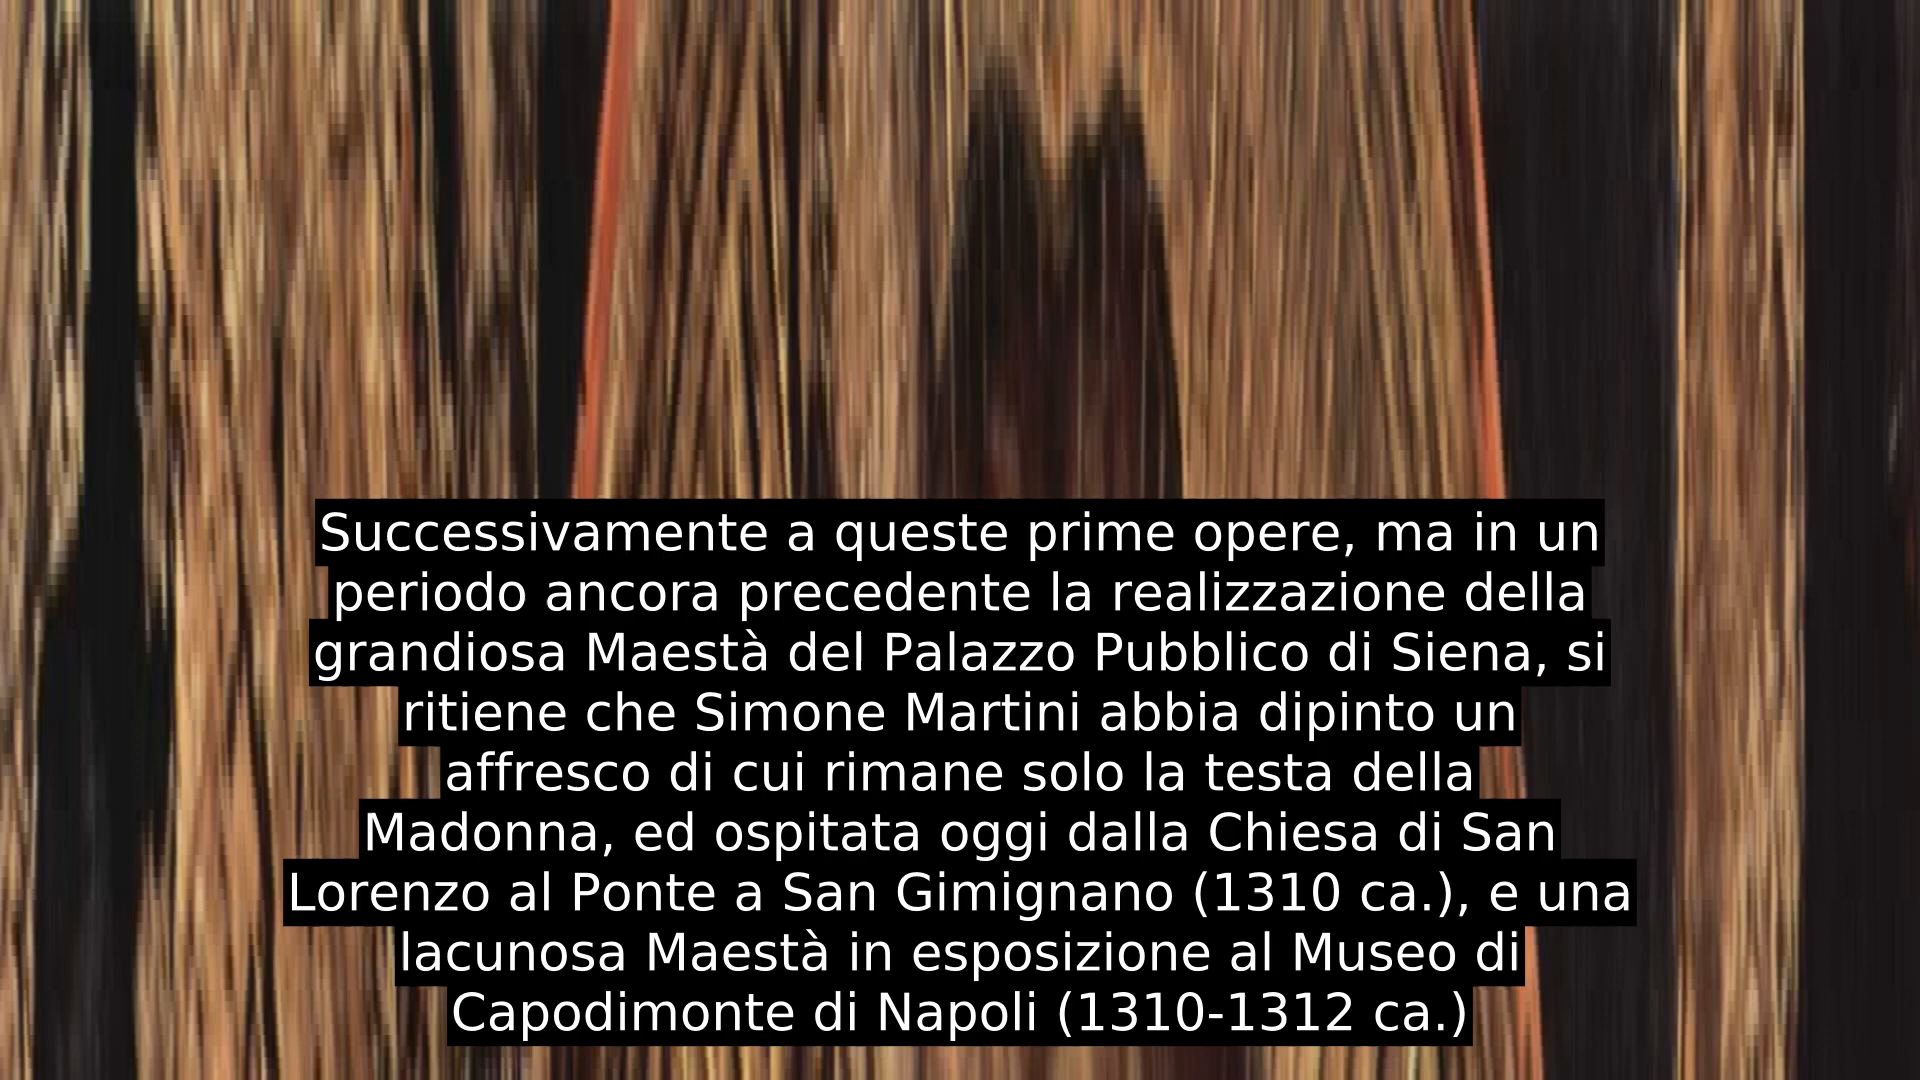 Successivamente a queste prime opere, ma in un
periodo ancora precedente la realizzazione della
grandiosa Maestà del Palazzo Pubblico di Siena, si
ritiene che Simone Martini abbia dipinto un
affresco di cui rimane solo la testa della
Madonna, ed ospitata oggi dalla Chiesa di San
Lorenzo al Ponte a San Gimignano (1310 ca.), e una
lacunosa Maestà in esposizione al Museo di
Capodimonte di Napoli (1310-1312 ca.)